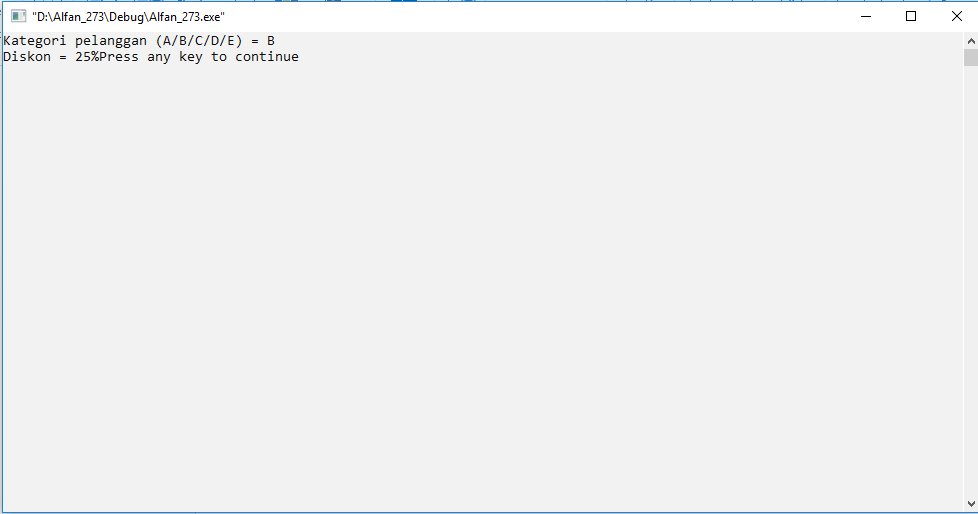 "D:\Alfan_273\Debug\Alfan_273.exe"
Kategori pelanggan (A/B/C/D/E) = B
Diskon = 25%Press any key to continue